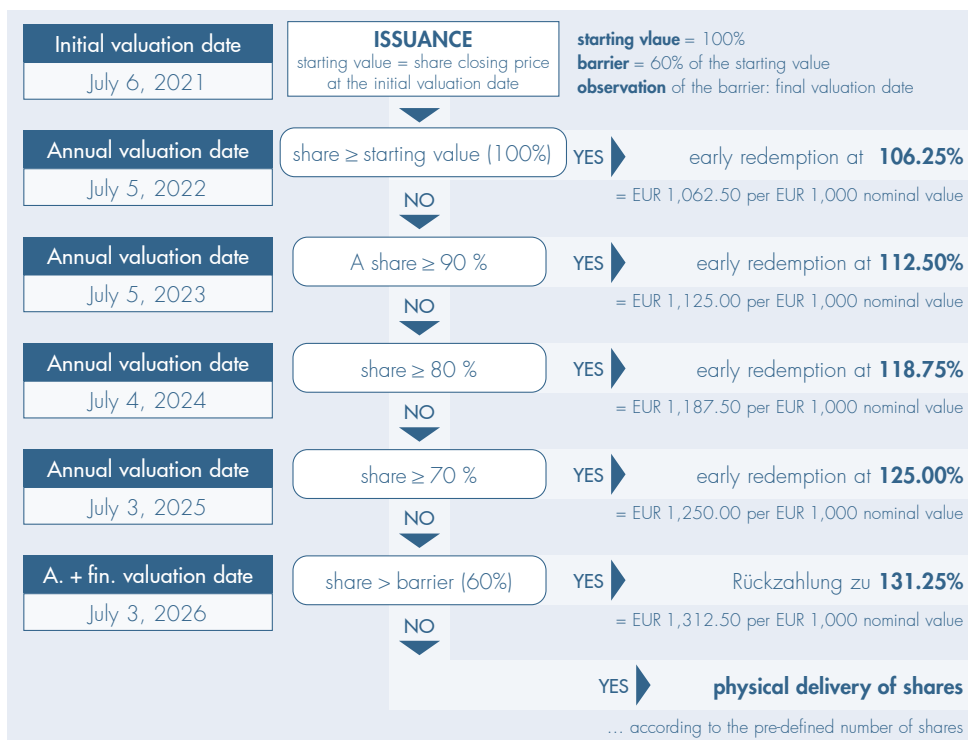 Initial valuation date
July 6, 2021
ISSUANCE
starting value = share closing price
at the initial valuation date
starting vlaue = 100%
barrier = 60% of the starting value
observation of the barrier: final valuation date
Annual valuation date
July 5, 2022
share ≥ starting value (100%)
YES
early redemption at 106.25%
= EUR 1,062.50 per EUR 1,000 nominal value
NO
Annual valuation date
July 5, 2023
A share ≥ 90 %
YES
early redemption at 112.50%
= EUR 1,125.00 per EUR 1,000 nominal value
NO
Annual valuation date
July 4, 2024
share ≥ 80 %
YES
early redemption at 118.75%
= EUR 1,187.50 per EUR 1,000 nominal value
NO
Annual valuation date
July 3, 2025
share ≥ 70 %
YES
early redemption at 125.00%
= EUR 1,250.00 per EUR 1,000 nominal value
NO
A. + fin. valuation date
July 3, 2026
share > barrier (60%)
YES
Rückzahlung zu 131.25%
= EUR 1,312.50 per EUR 1,000 nominal value
NO
YES
physical delivery of shares
... according to the pre-defined number of shares